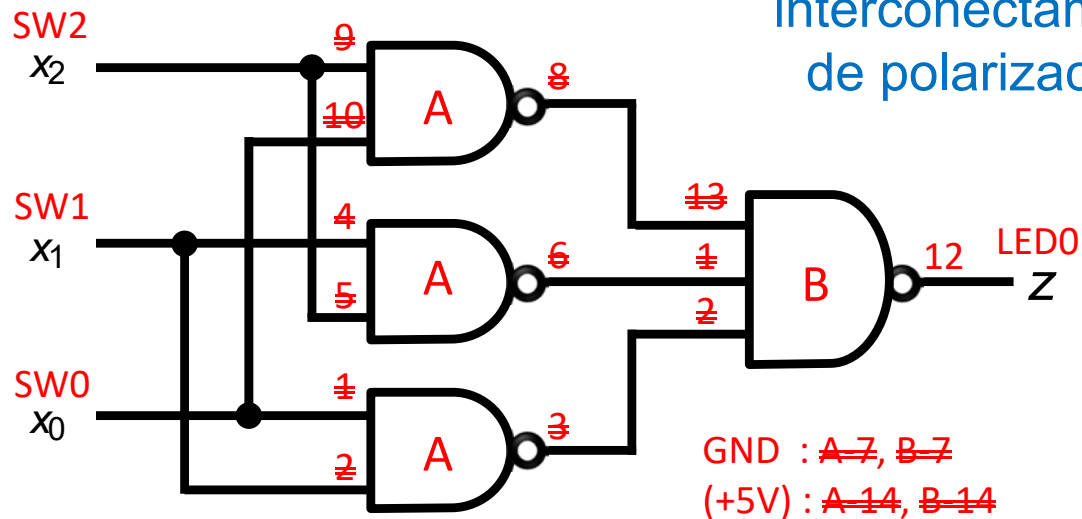 interconectam
de polarizac
SW2
x2
9
10
A
8
SW1
x1
4
5
A
6
13
1
2
B
12
LED0
z
SW0
x0
1
2
A
3
GND : A-7, B-7
(+5V) : A-14, B-14